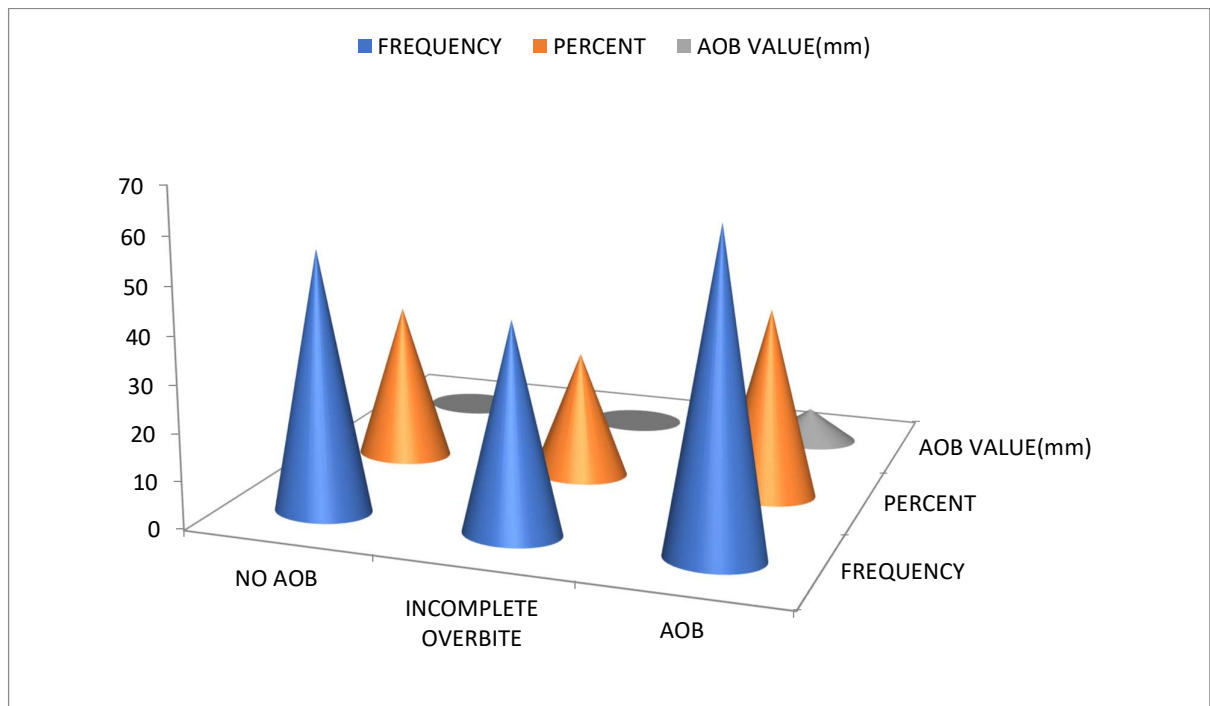 FREQUENCY PERCENT AOB VALUE(mm)
70
60
50
40
30
20
10
0
NO AOB
INCOMPLETE
OVERBITE
AOB
FREQUENCY
PERCENT
AOB VALUE(mm)